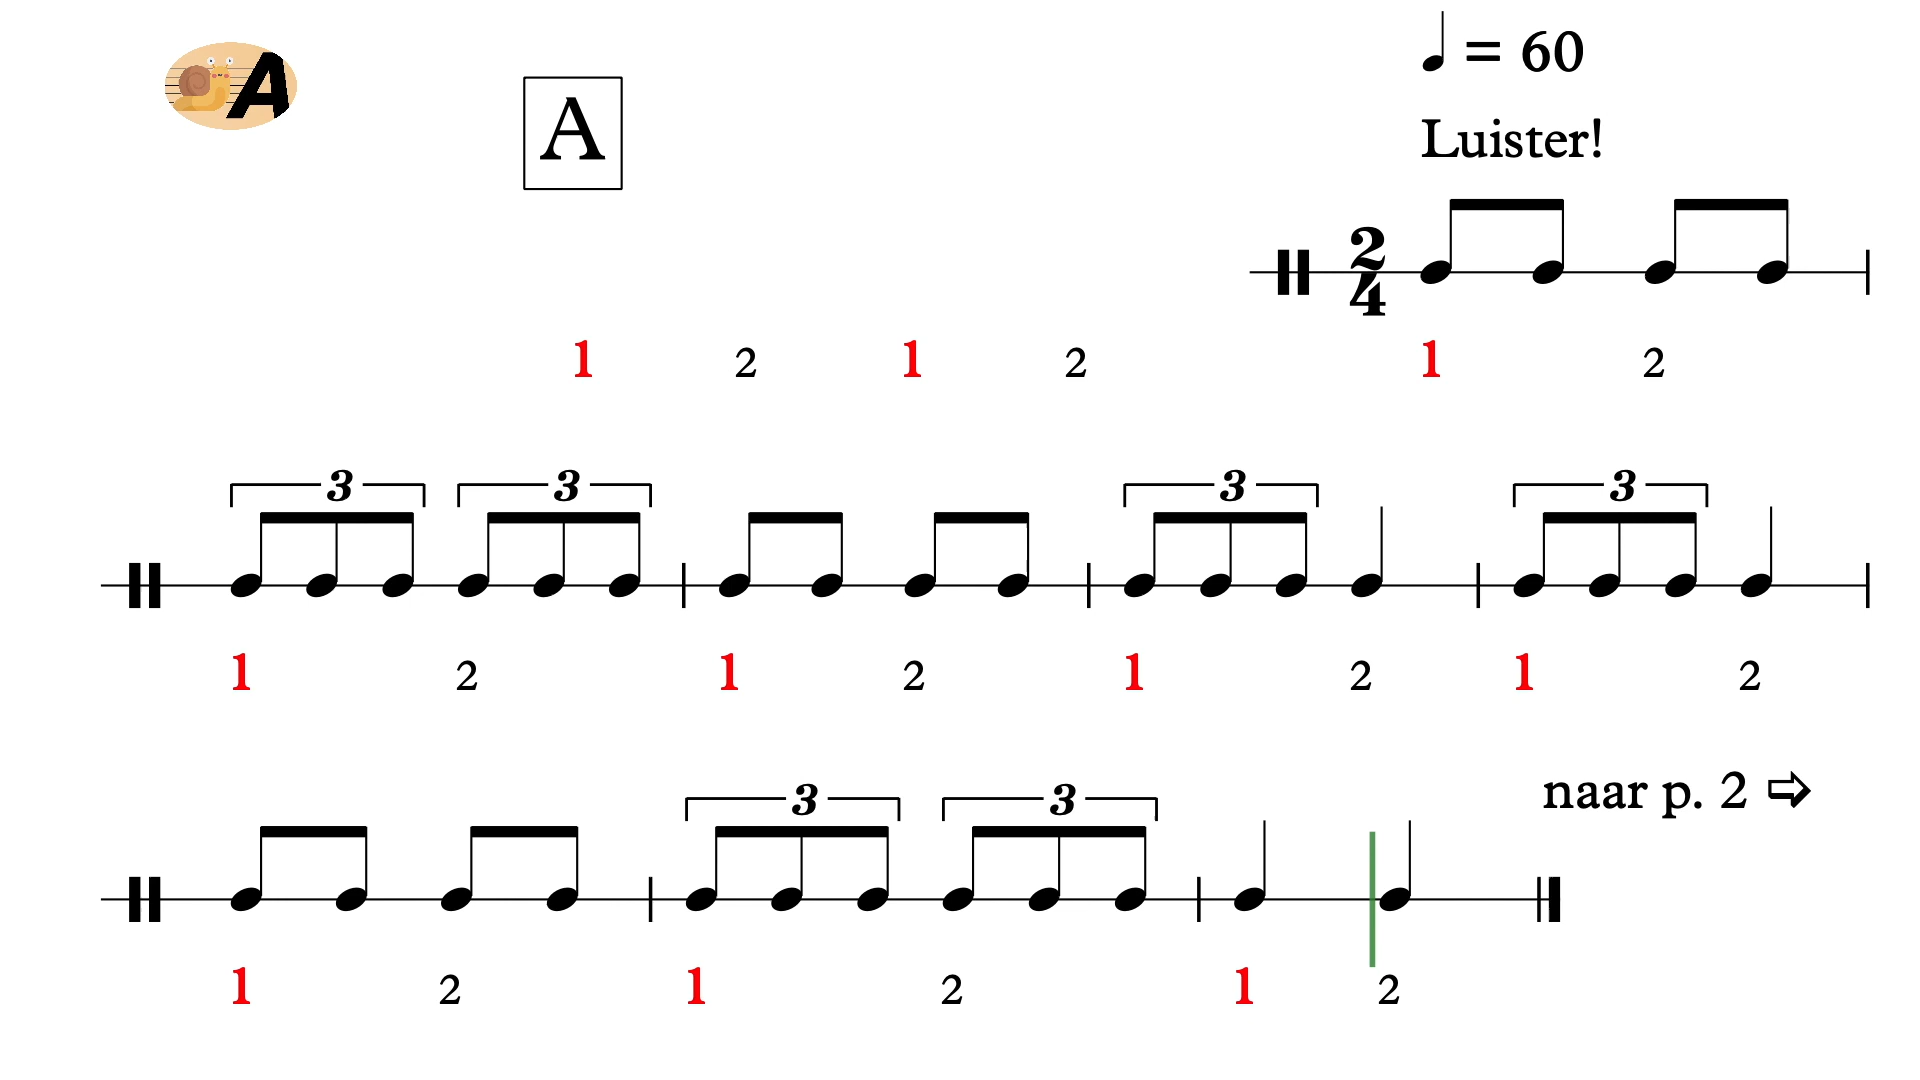 ♩ = 60
A
A
Luister!
2
4
1 2 1 2 1 2
3 3 3 3
1 2 1 2 1 2 1 2
naar p. 2 ➩
3 3
1 2 1 2 1 2